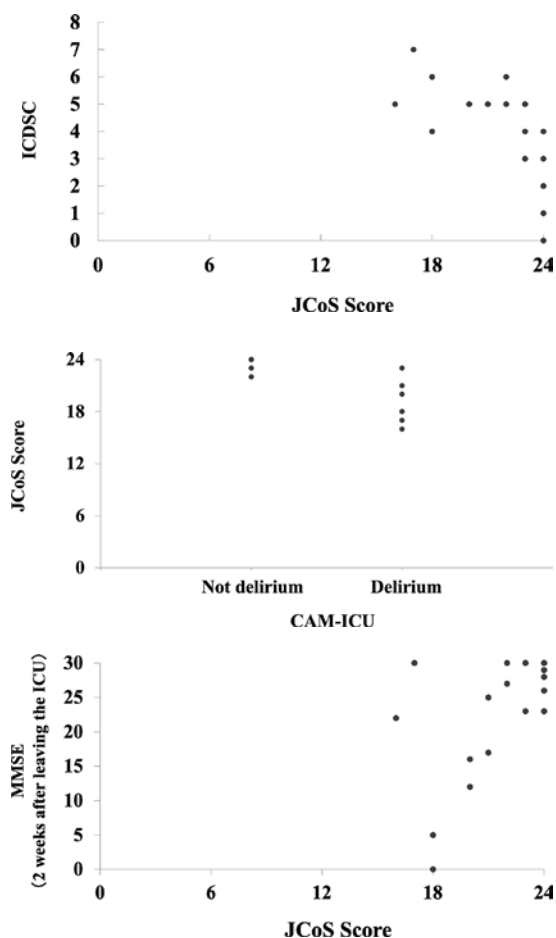 8
7
6
5
4
3
2
1
0
ICDSC
0 6 12 18 24
JCoS Score
24
18
12
6
0
JCoS Score
Not delirium Delirium
CAM-ICU
30
25
20
15
10
5
0
MMSE
(2 weeks after leaving the ICU)
0 6 12 18 24
JCoS Score